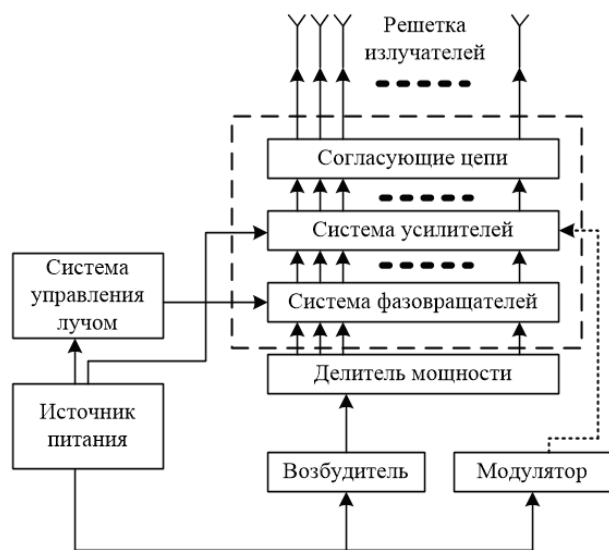 Решетка
излучателей
Согласующие цепи
Система усилителей
Система
управления
лучом
Система фазовращателей
Делитель мощности
Источник
питания
Возбудитель
Модулятор